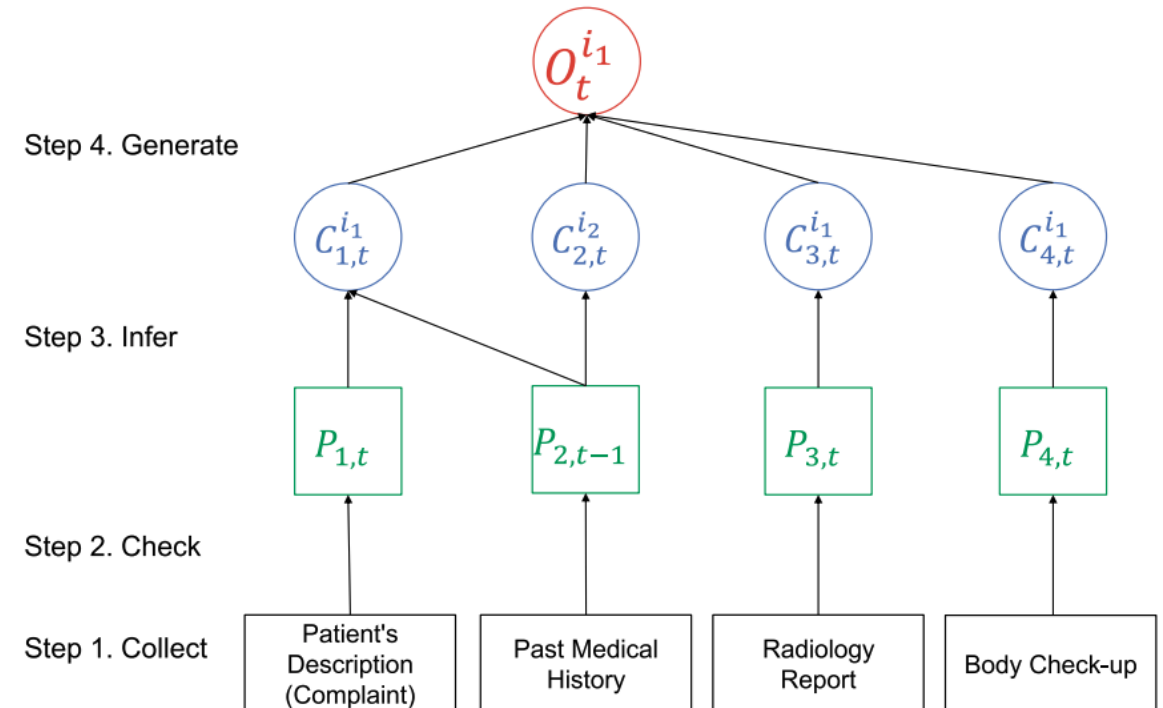 O_t^{i_1}
Step 4. Generate
C_{1,t}^{i_1} C_{2,t}^{i_2} C_{3,t}^{i_1} C_{4,t}^{i_1}
Step 3. Infer
P_{1,t} P_{2,t−1} P_{3,t} P_{4,t}
Step 2. Check
Step 1. Collect
Patient's
Description
(Complaint)
Past Medical
History
Radiology
Report
Body Check-up